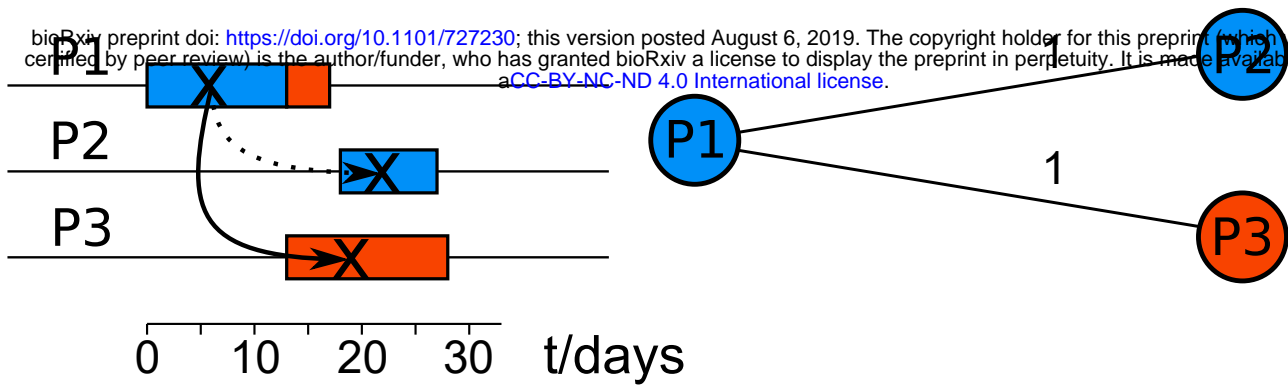 bioRxiv preprint doi: https://doi.org/10.1101/727230; this version posted August 6, 2019. The copyright holder for this preprint (which
certified by peer review) is the author/funder, who has granted bioRxiv a license to display the preprint in perpetuity. It is made
aCC-BY-NC-ND 4.0 International license.
P1
X
P2
X
P3
X
0 10 20 30 t/days
P1
1
P2
1
P3